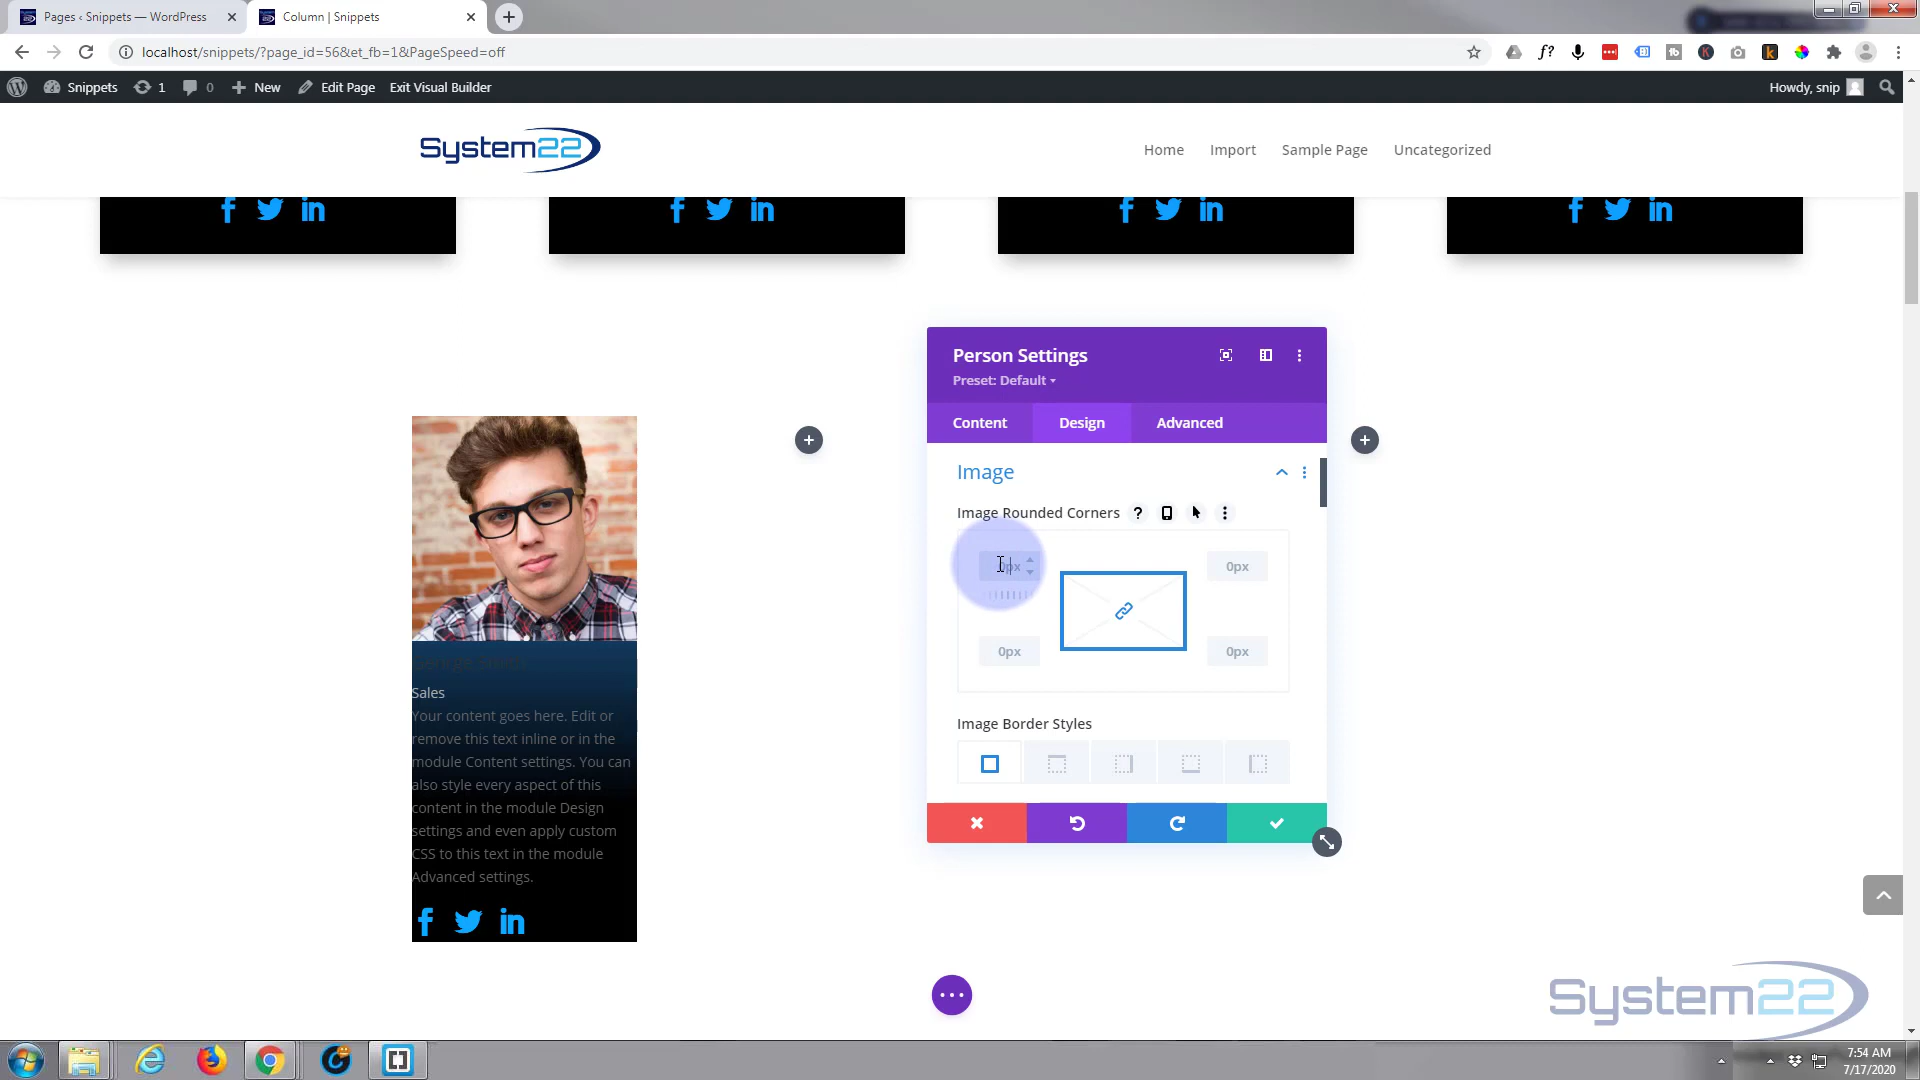 Pages ‹ Snippets — WordPress
Column | Snippets
localhost/snippets/?page_id=56&et_fb=1&PageSpeed=off
Snippets 1 0 New Edit Page Exit Visual Builder
Howdy, snip
System22
Home Import Sample Page Uncategorized
Person Settings
Preset: Default
Content Design Advanced
Image
Image Rounded Corners ?
0px 0px
0px 0px
Image Border Styles
Sales
Your content goes here. Edit or
remove this text inline or in the
module Content settings. You can
also style every aspect of this
content in the module Design
settings and even apply custom
CSS to this text in the module
Advanced settings.
System22
7:54 AM
7/17/2020